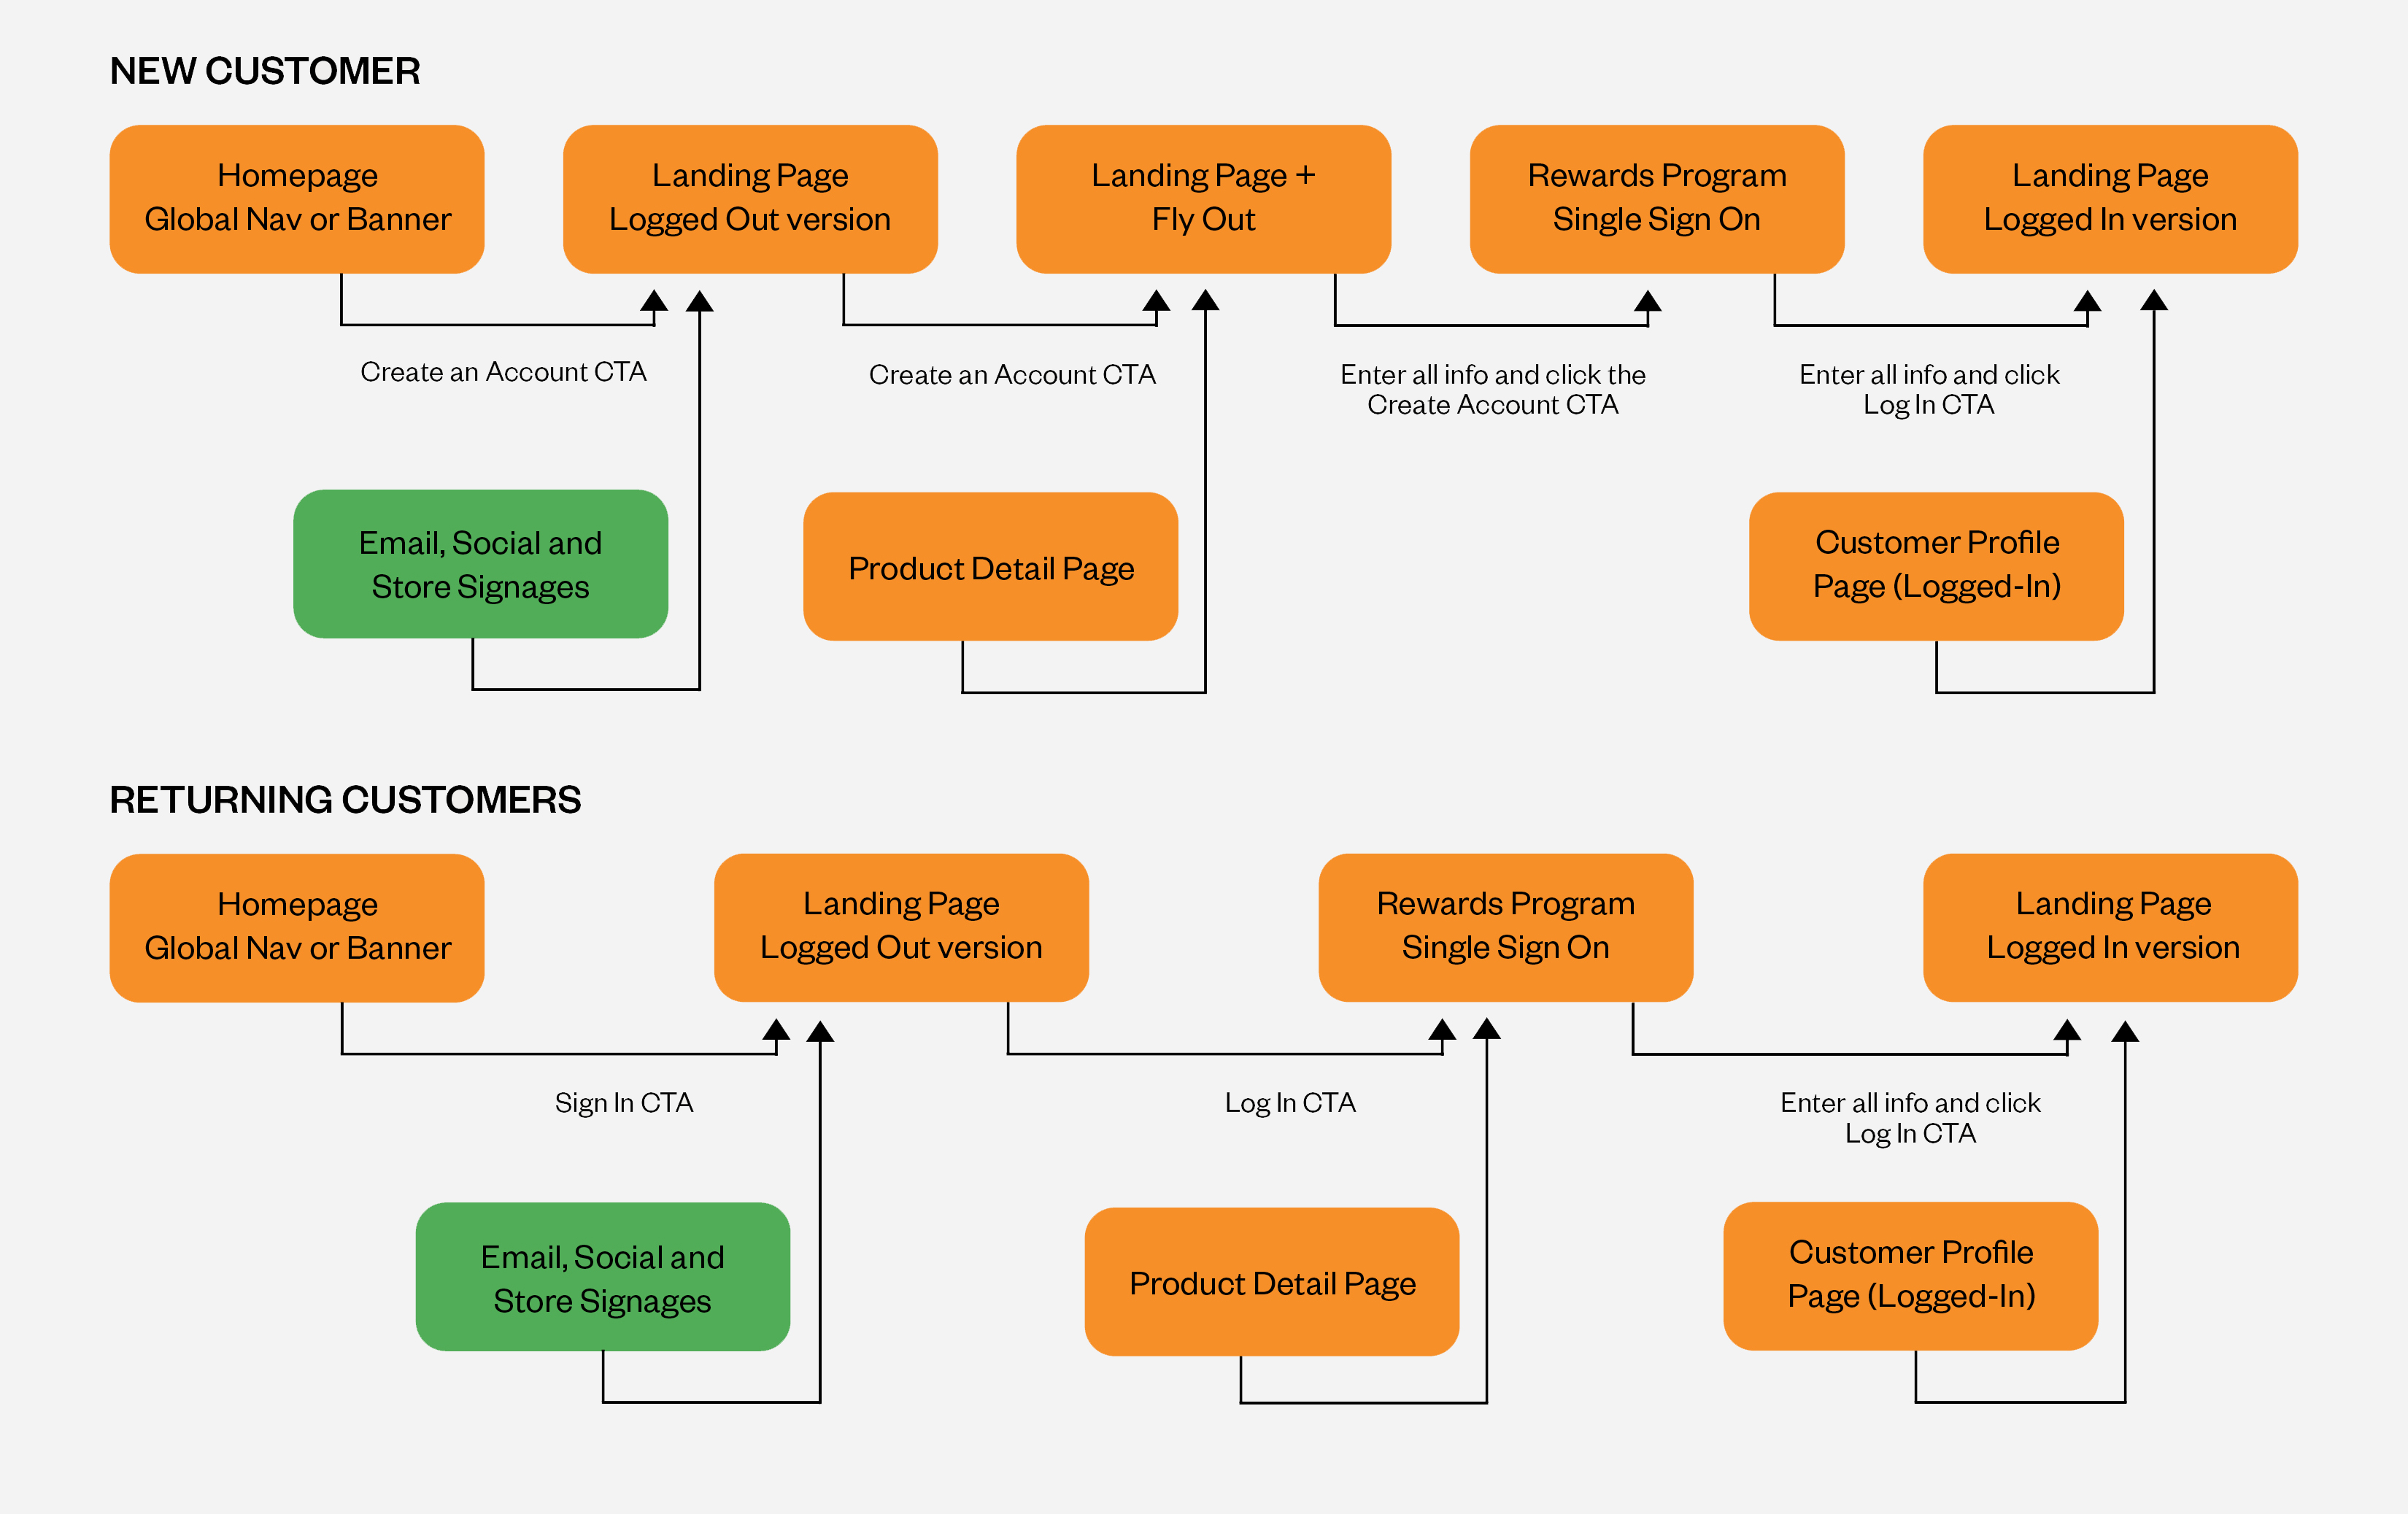 NEW CUSTOMER
Homepage
Global Nav or Banner
Landing Page
Logged Out version
Landing Page +
Fly Out
Rewards Program
Single Sign On
Landing Page
Logged In version
Create an Account CTA
Create an Account CTA
Enter all info and click the
Create Account CTA
Enter all info and click
Log In CTA
Email, Social and
Store Signages
Product Detail Page
Customer Profile
Page (Logged-In)
RETURNING CUSTOMERS
Homepage
Global Nav or Banner
Landing Page
Logged Out version
Rewards Program
Single Sign On
Landing Page
Logged In version
Sign In CTA
Log In CTA
Enter all info and click
Log In CTA
Email, Social and
Store Signages
Product Detail Page
Customer Profile
Page (Logged-In)